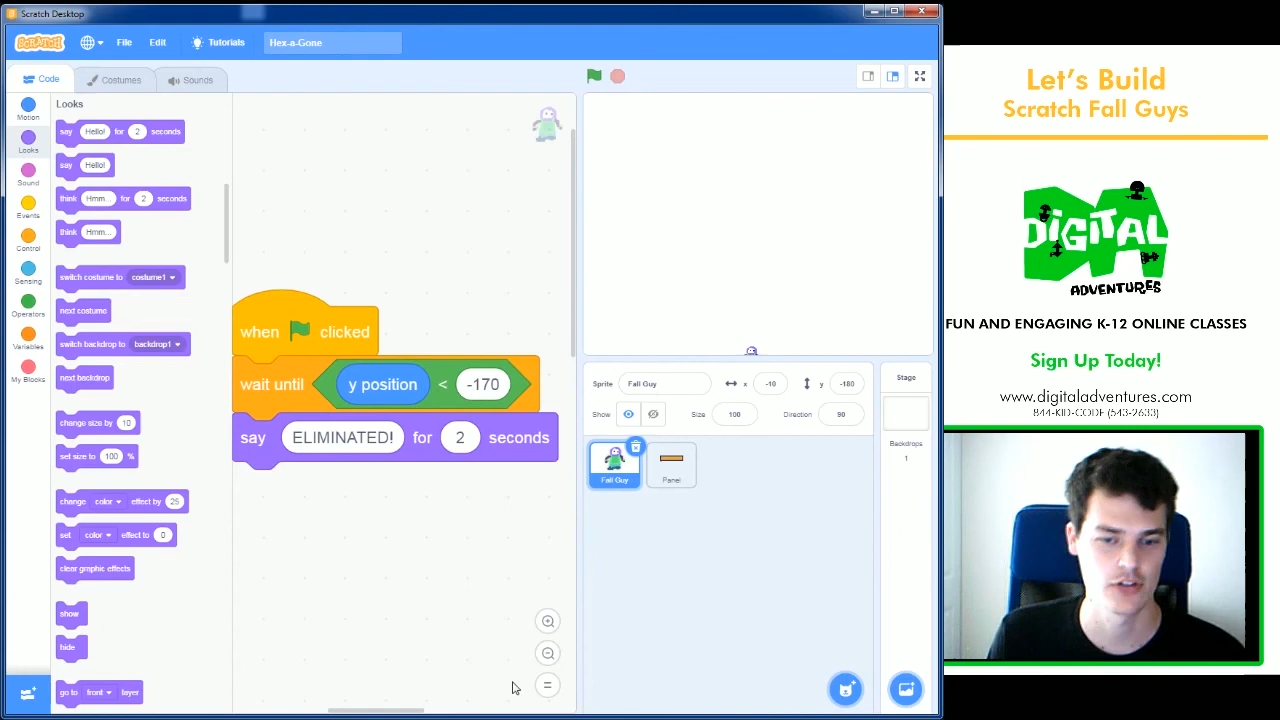 Scratch Desktop
SCRATCH
File
Edit
Tutorials
Hex-a-Gone
Code
Costumes
Sounds
Motion
Looks
Sound
Events
Control
Sensing
Operators
Variables
My Blocks
Looks
say Hello! for 2 seconds
say Hello!
think Hmm... for 2 seconds
think Hmm...
switch costume to costume1
next costume
switch backdrop to backdrop1
next backdrop
change size by 10
set size to 100 %
change color effect by 25
set color effect to 0
clear graphic effects
show
hide
go to front layer
when clicked
wait until y position < -170
say ELIMINATED! for 2 seconds
Sprite Fall Guy x -10 y -180
Show Size 100 Direction 90
Fall Guy
Panel
Stage
Backdrops
1
Let's Build
Scratch Fall Guys
DiGiTAL
ADVENTURES
FUN AND ENGAGING K-12 ONLINE CLASSES
Sign Up Today!
www.digitaladventures.com
844-KID-CODE (543-2633)